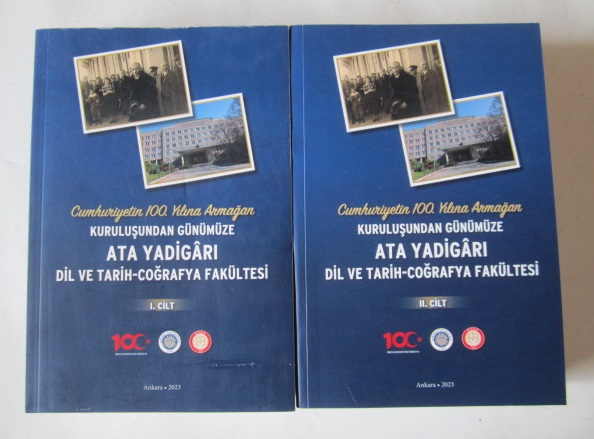 Cumhuriyetin 100. Yılına Armağan
KURULUŞUNDAN GÜNÜMÜZE
ATA YADİGÂRI
DİL VE TARİH-COĞRAFYA FAKÜLTESİ
I. CİLT
100
Ankara • 2023
Cumhuriyetin 100. Yılına Armağan
KURULUŞUNDAN GÜNÜMÜZE
ATA YADİGÂRI
DİL VE TARİH-COĞRAFYA FAKÜLTESİ
II. CİLT
100
Ankara • 2023